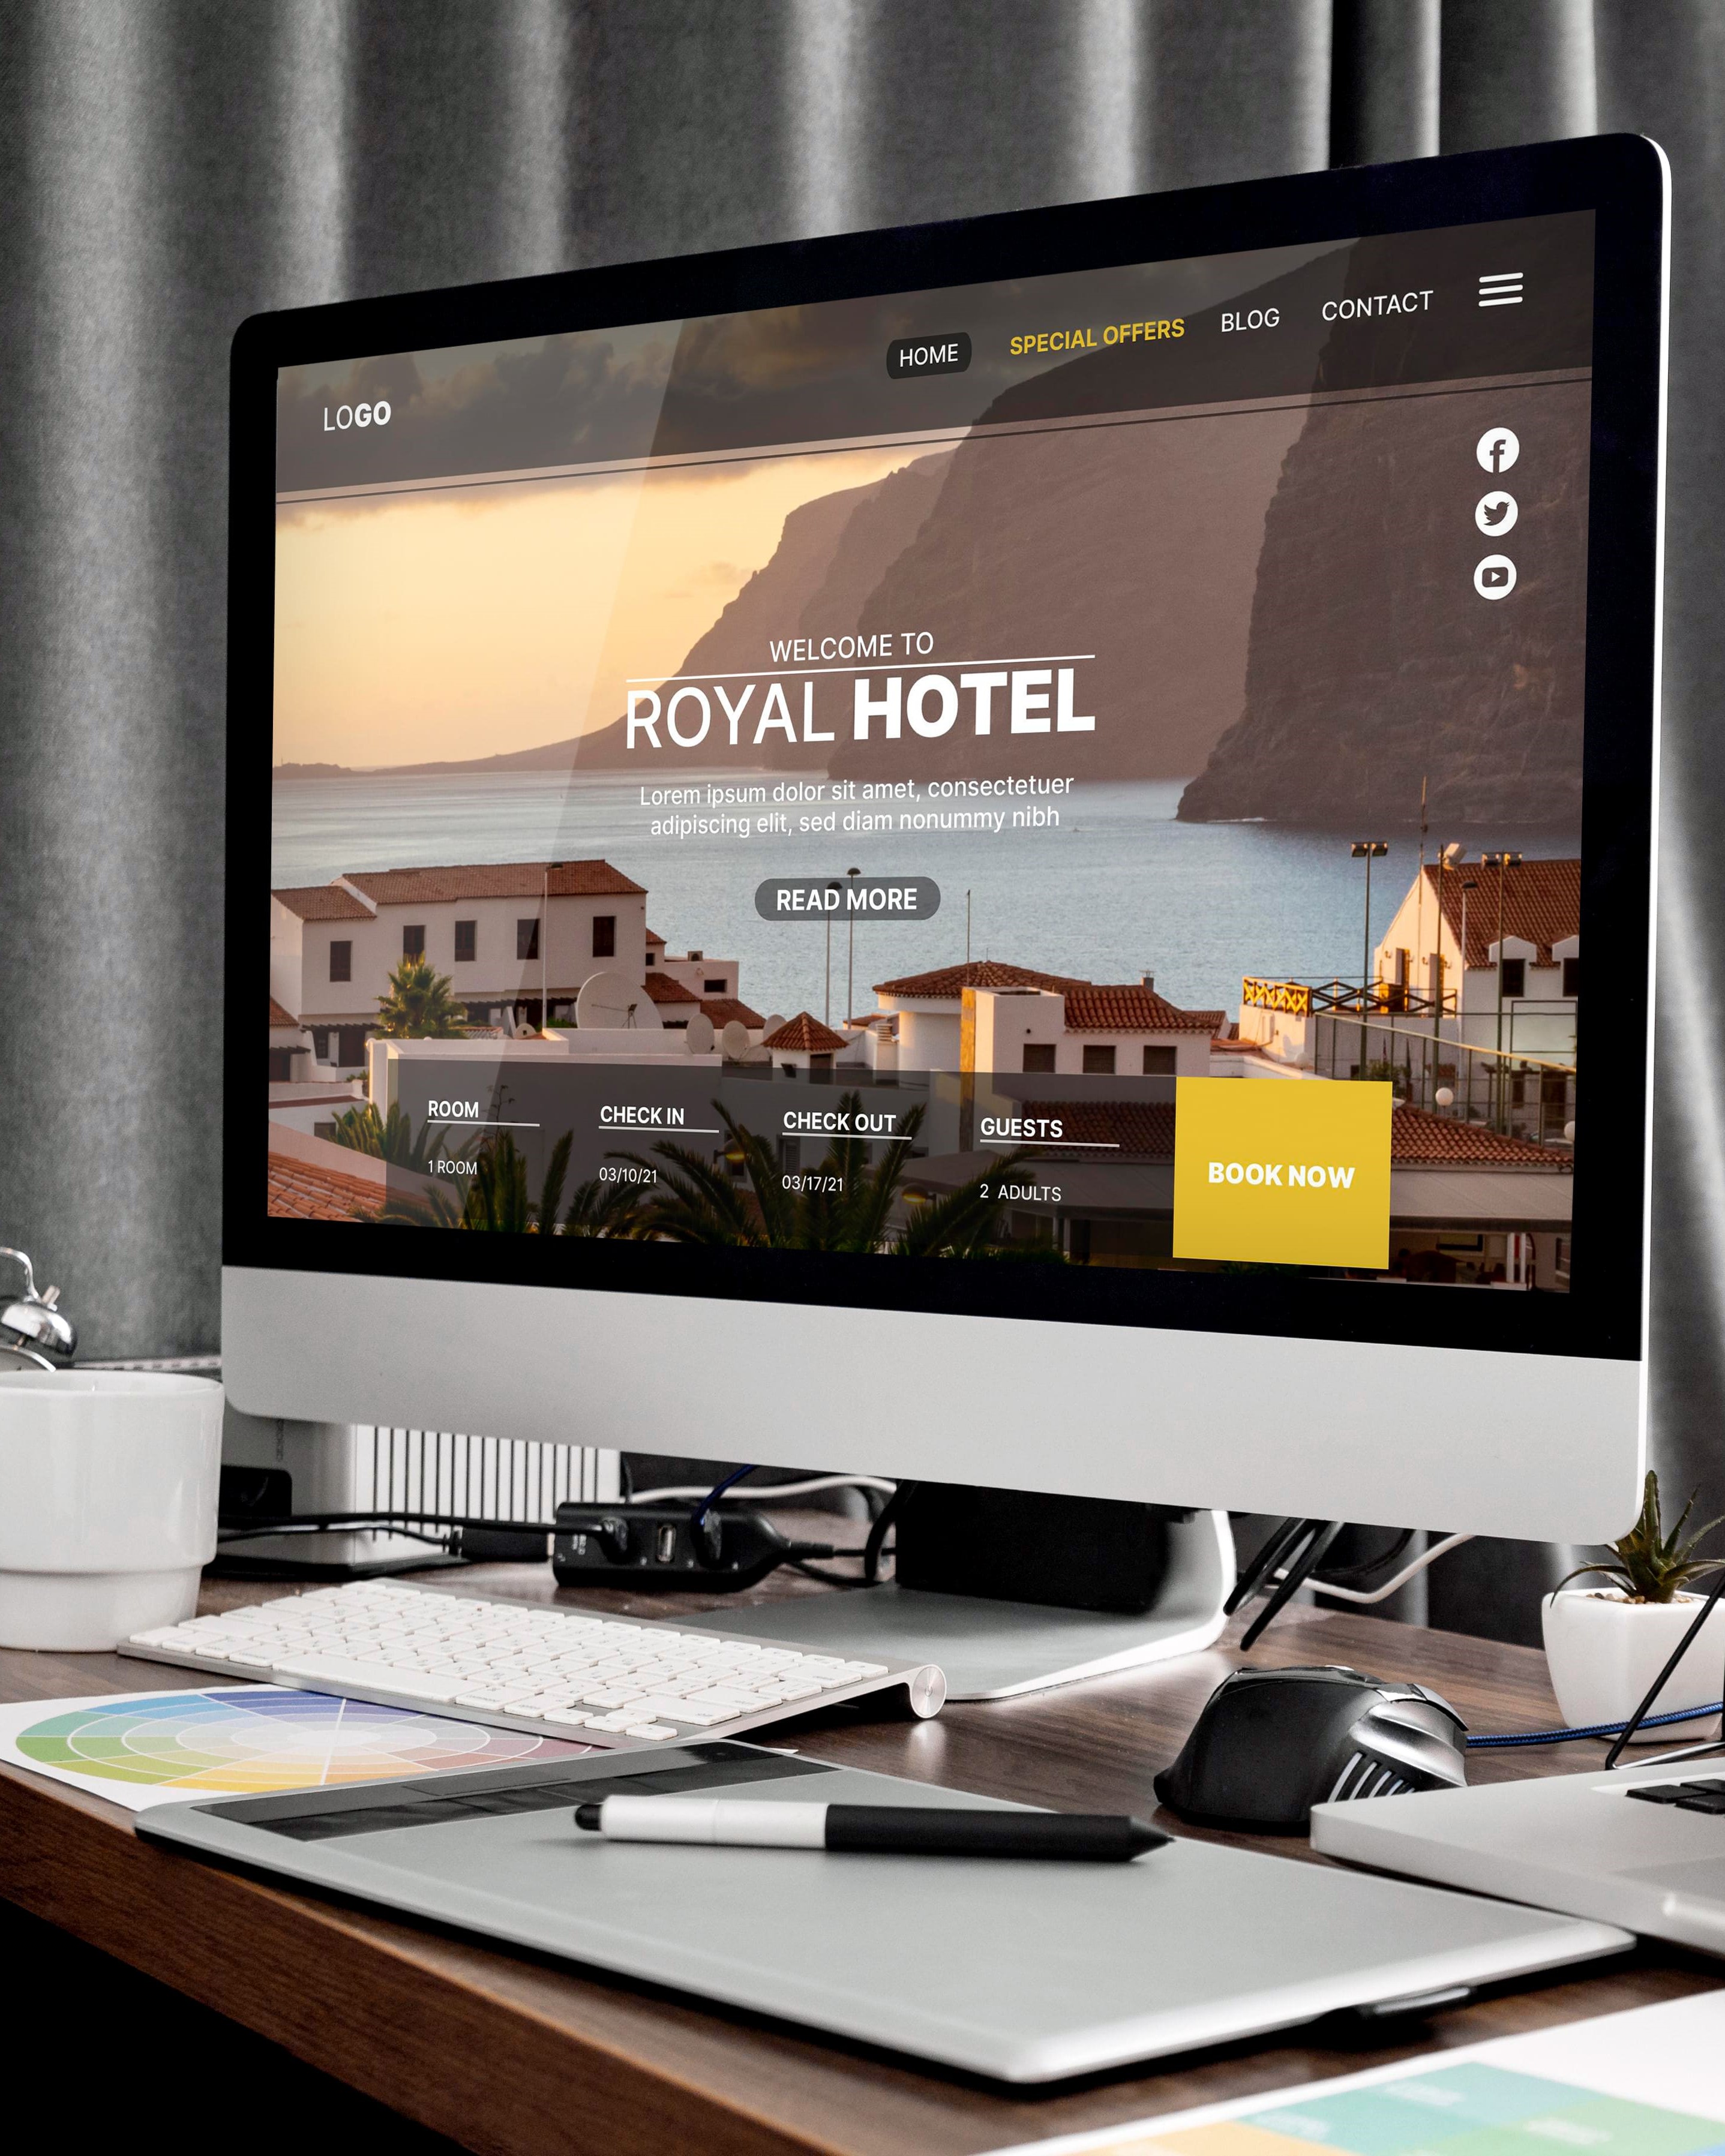 LOGO
HOME
SPECIAL OFFERS
BLOG
CONTACT
WELCOME TO
ROYAL HOTEL
Lorem ipsum dolor sit amet, consectetuer
adipiscing elit, sed diam nonummy nibh
READ MORE
ROOM
1 ROOM
CHECK IN
03/10/21
CHECK OUT
03/17/21
GUESTS
2 ADULTS
BOOK NOW